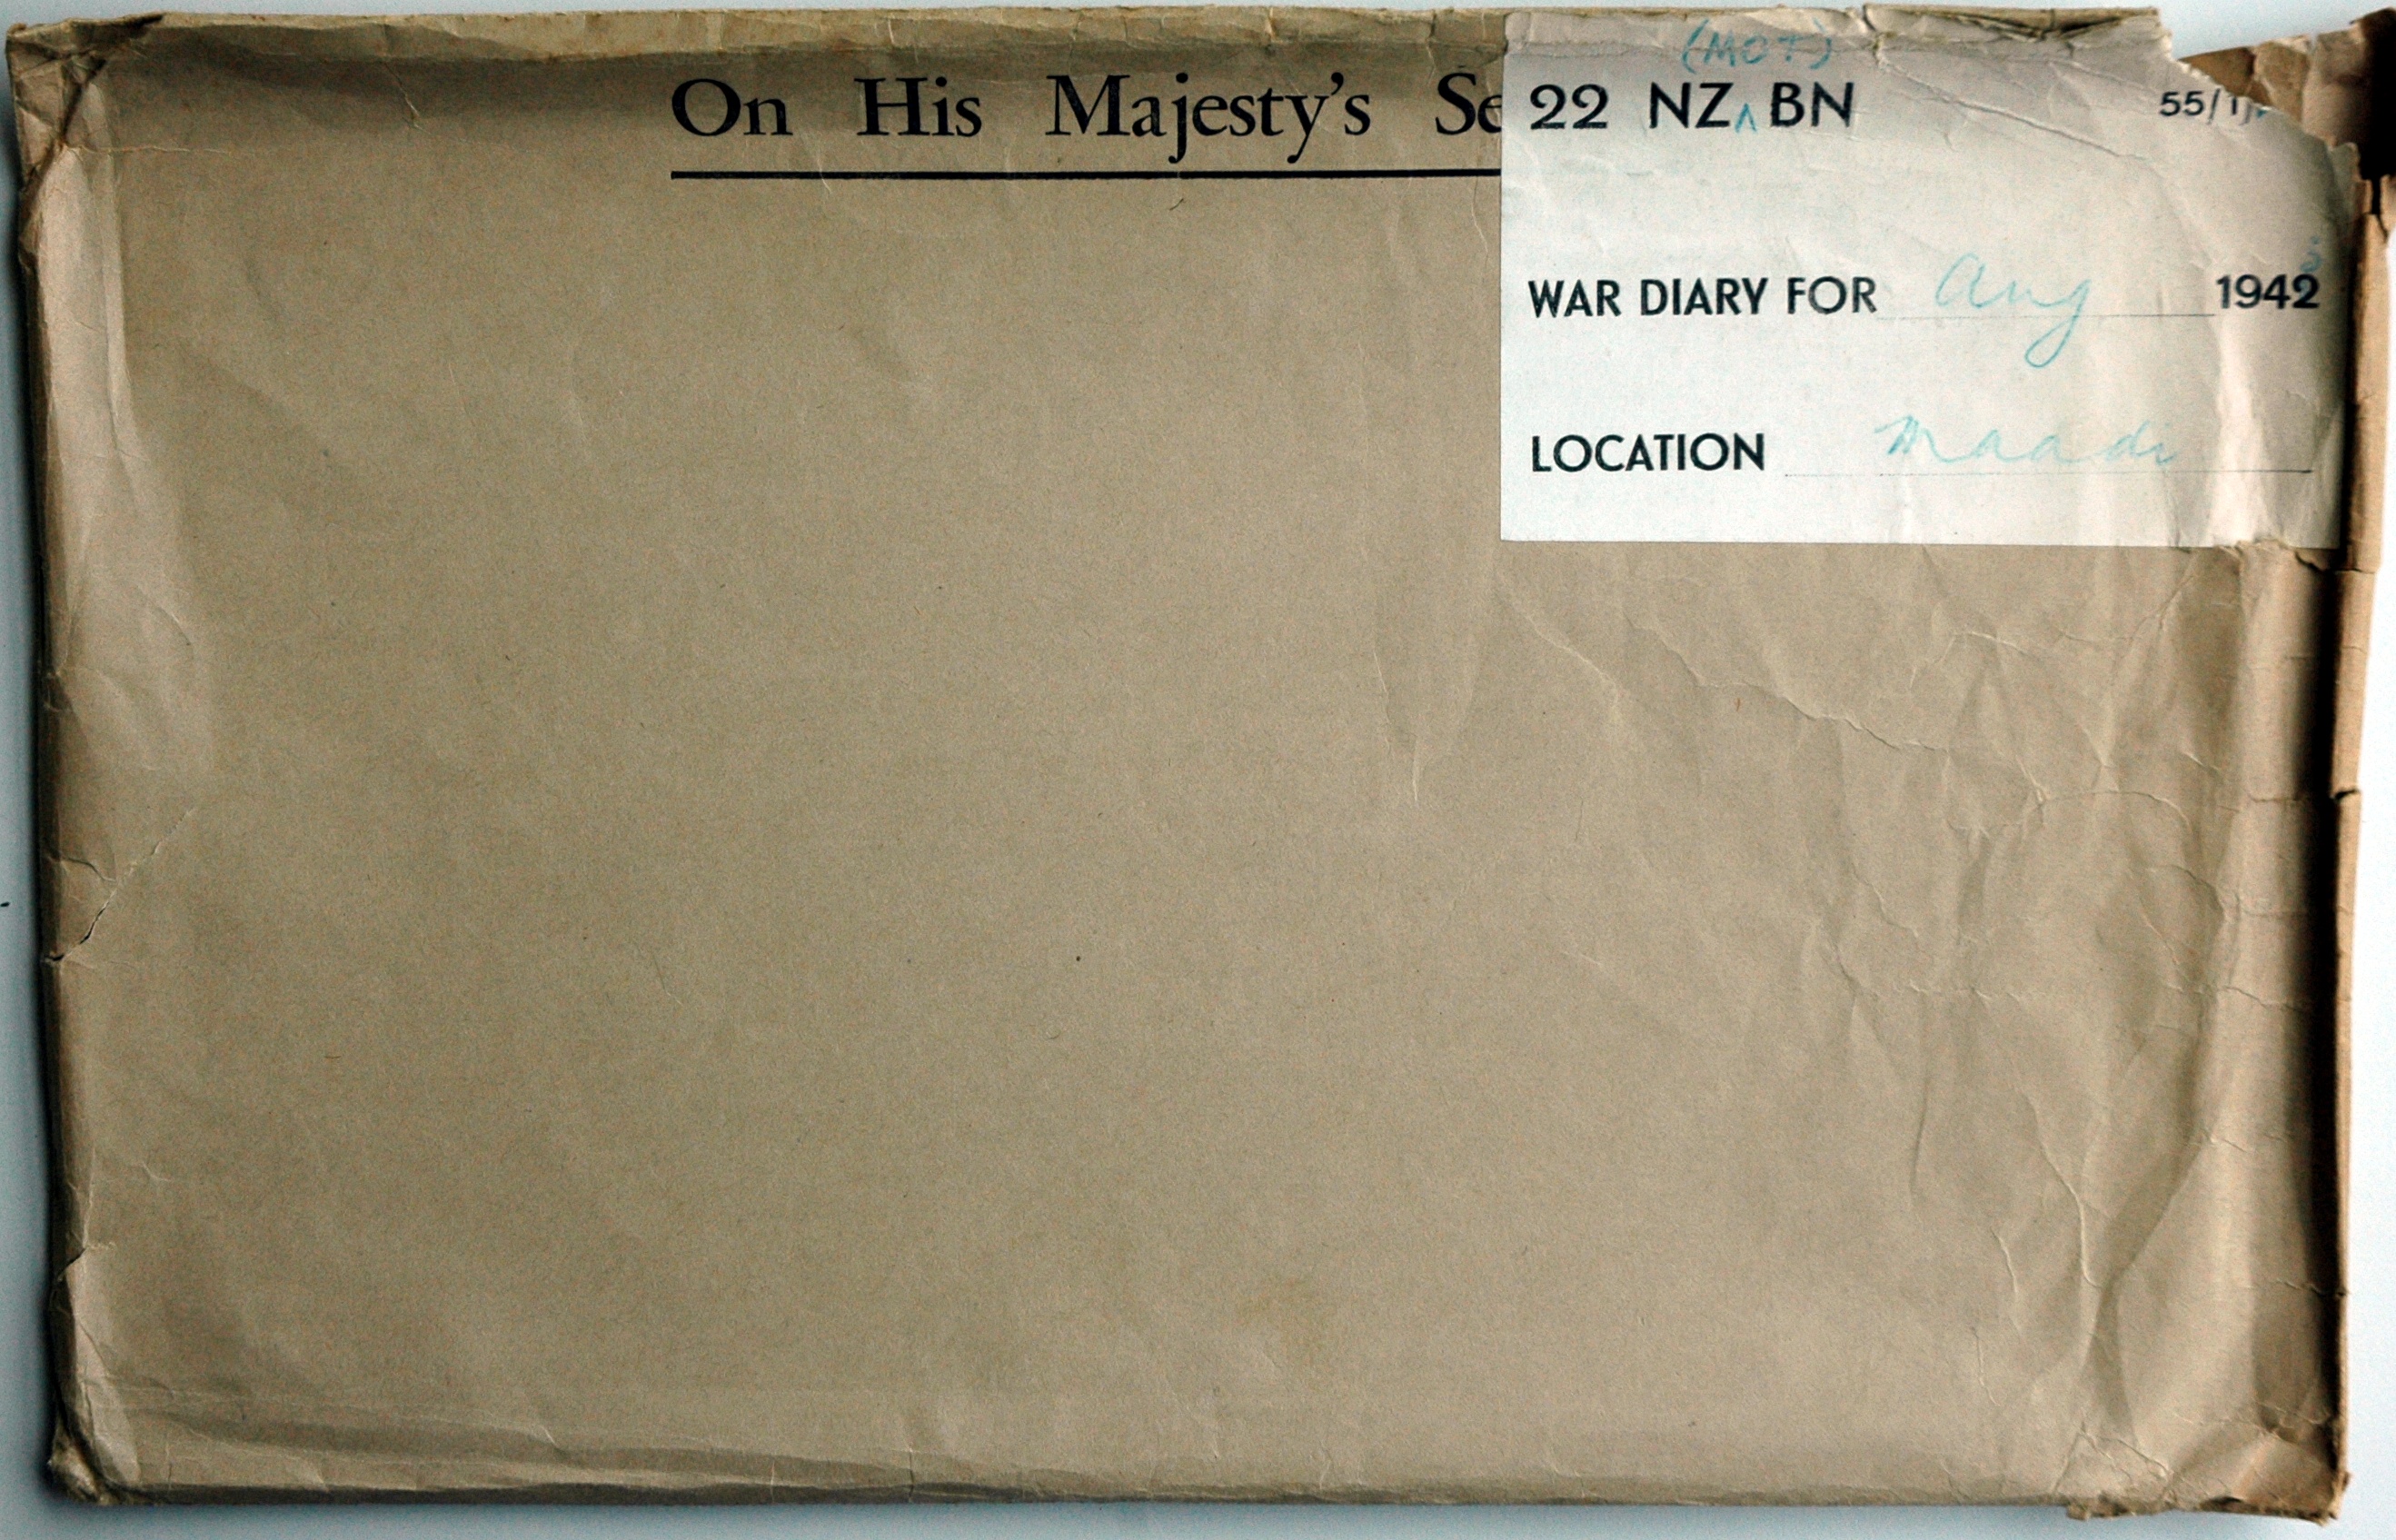 On His Majesty's Se
(MOT)
22 NZ ^ BN
55/1/
WAR DIARY FOR Aug 1942
LOCATION Maadi